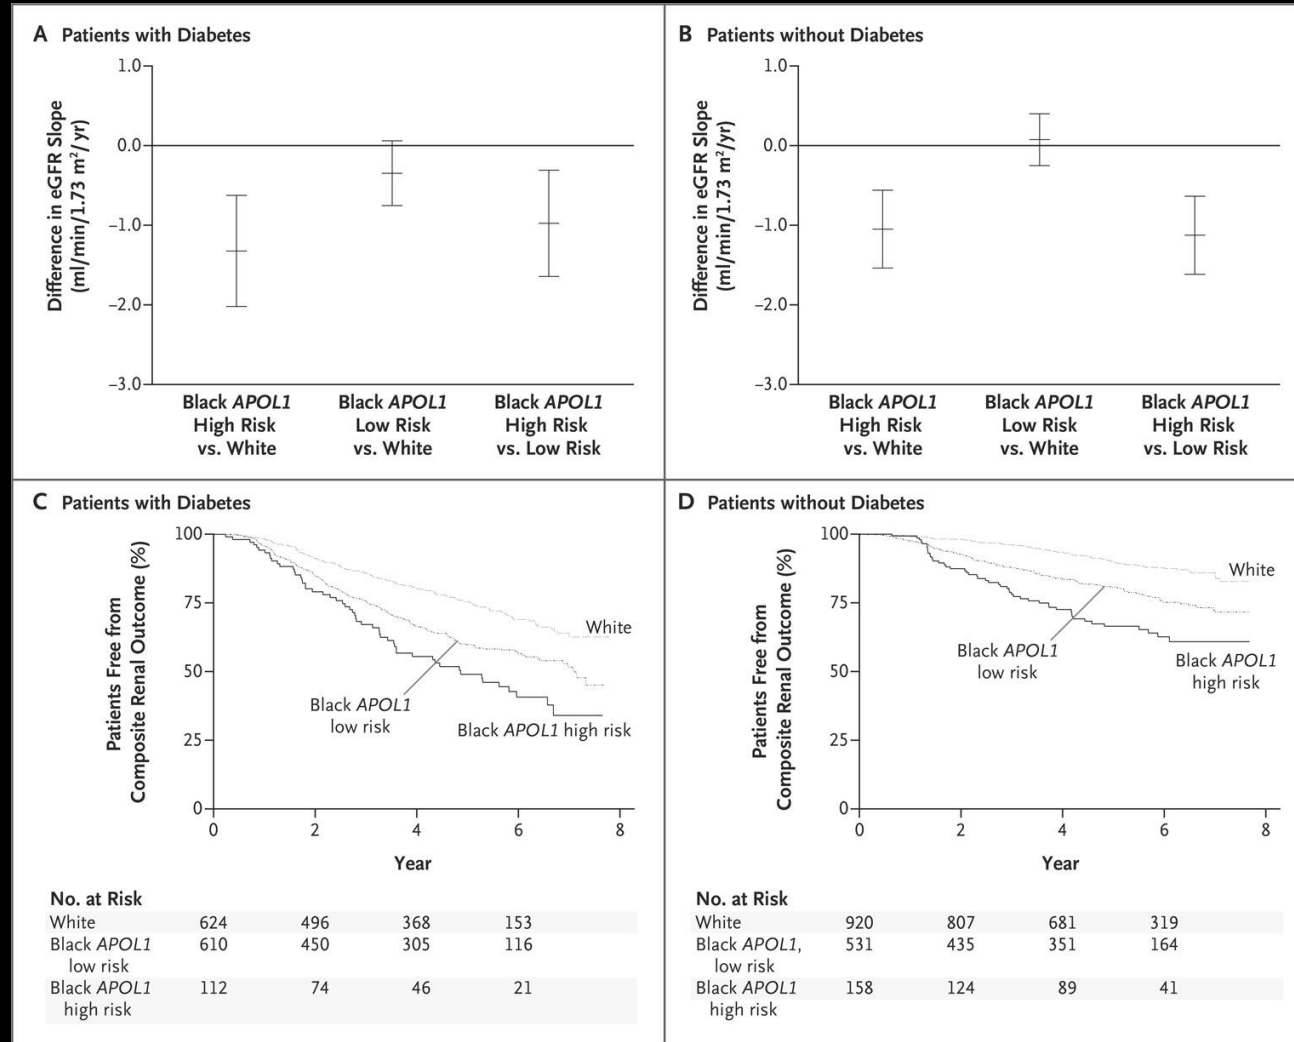 A Patients with Diabetes
Difference in eGFR Slope
(ml/min/1.73 m²/yr)
1.0
0.0
–1.0
–2.0
–3.0
Black APOL1
High Risk
vs. White
Black APOL1
Low Risk
vs. White
Black APOL1
High Risk
vs. Low Risk
B Patients without Diabetes
Difference in eGFR Slope
(ml/min/1.73 m²/yr)
1.0
0.0
–1.0
–2.0
–3.0
Black APOL1
High Risk
vs. White
Black APOL1
Low Risk
vs. White
Black APOL1
High Risk
vs. Low Risk
C Patients with Diabetes
Patients Free from
Composite Renal Outcome (%)
100
75
50
25
0
White
Black APOL1
low risk
Black APOL1 high risk
0 2 4 6 8
Year
No. at Risk
White 624 496 368 153
Black APOL1 610 450 305 116
low risk
Black APOL1 112 74 46 21
high risk
D Patients without Diabetes
Patients Free from
Composite Renal Outcome (%)
100
75
50
25
0
White
Black APOL1
low risk
Black APOL1
high risk
0 2 4 6 8
Year
No. at Risk
White 920 807 681 319
Black APOL1, 531 435 351 164
low risk
Black APOL1 158 124 89 41
high risk